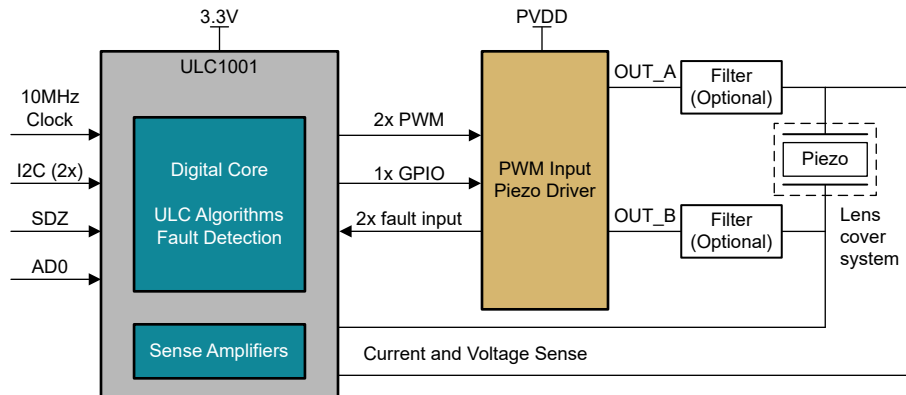 3.3V
PVDD
ULC1001
10MHz
Clock
I2C (2x)
SDZ
AD0
Digital Core
ULC Algorithms
Fault Detection
Sense Amplifiers
2x PWM
1x GPIO
2x fault input
PWM Input
Piezo Driver
OUT_A
Filter
(Optional)
OUT_B
Filter
(Optional)
Piezo
Lens
cover
system
Current and Voltage Sense